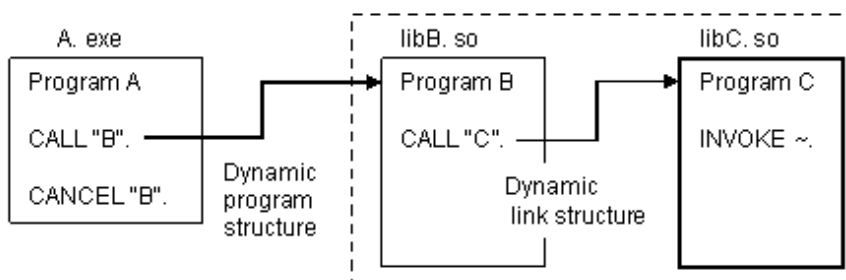 A. exe
Program A
CALL "B".
CANCEL "B".
Dynamic
program
structure
libB. so
Program B
CALL "C".
Dynamic
link structure
libC. so
Program C
INVOKE ~.